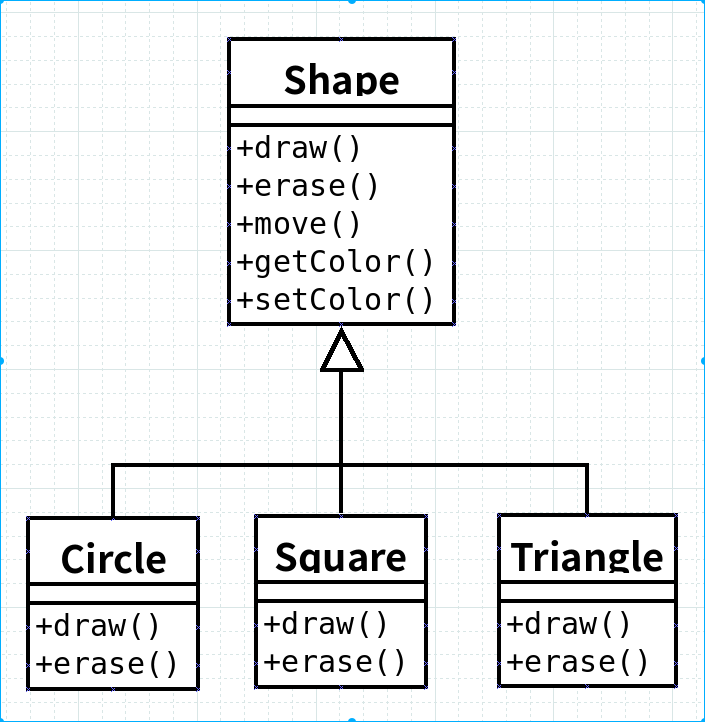 Shape
+draw()
+erase()
+move()
+getColor()
+setColor()
Circle
+draw()
+erase()
Square
+draw()
+erase()
Triangle
+draw()
+erase()